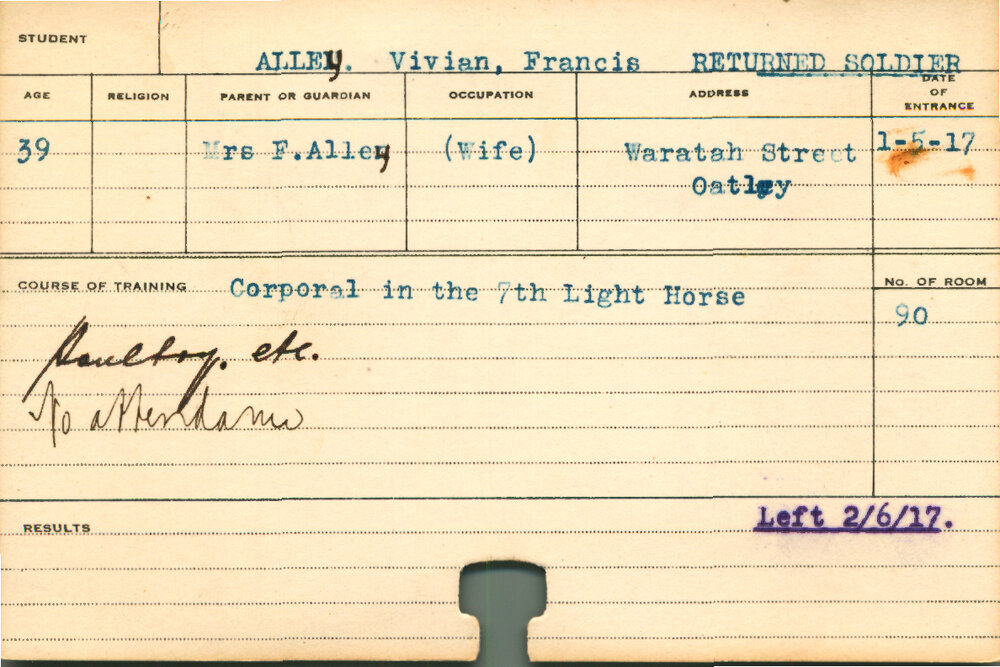 STUDENT
ALLEY. Vivian, Francis RETURNED SOLDIER
AGE RELIGION PARENT OR GUARDIAN OCCUPATION ADDRESS DATE OF ENTRANCE
39 Mrs F.Alley (Wife) Waratah Street 1-5-17
Oatley
COURSE OF TRAINING Corporal in the 7th Light Horse No. OF ROOM
90
Poultry. etc.
No attendance
RESULTS Left 2/6/17.